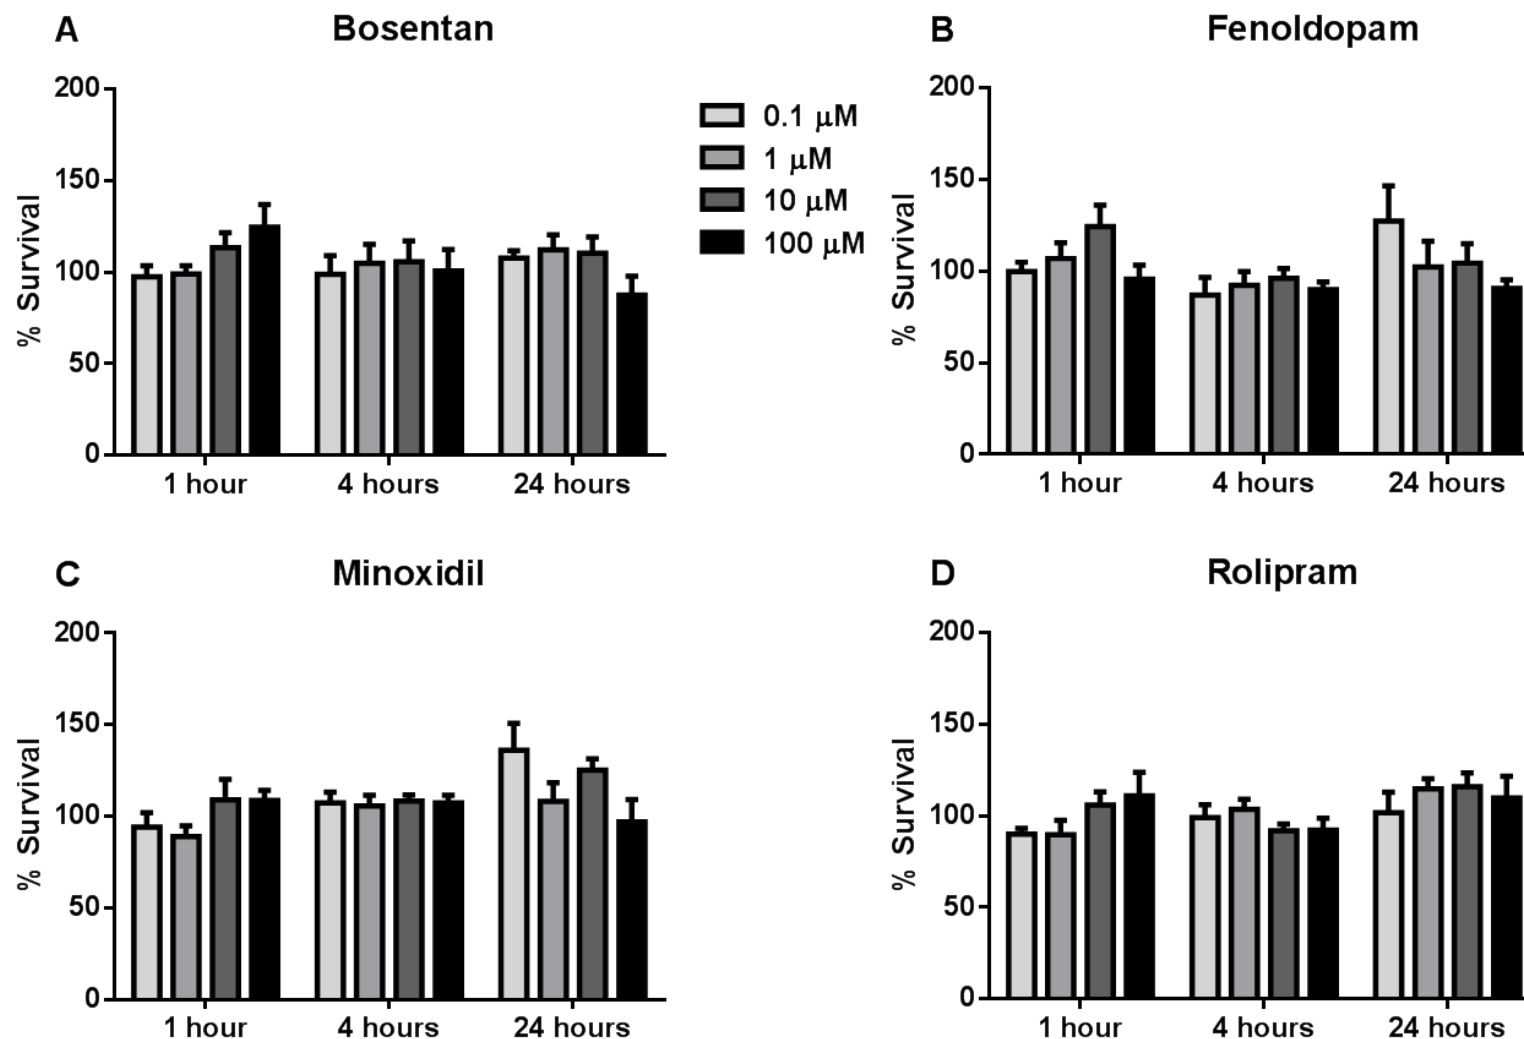 A Bosentan
200
150
100
50
0
% Survival
1 hour 4 hours 24 hours
0.1 μM
1 μM
10 μM
100 μM
B Fenoldopam
200
150
100
50
0
% Survival
1 hour 4 hours 24 hours
C Minoxidil
200
150
100
50
0
% Survival
1 hour 4 hours 24 hours
D Rolipram
200
150
100
50
0
% Survival
1 hour 4 hours 24 hours